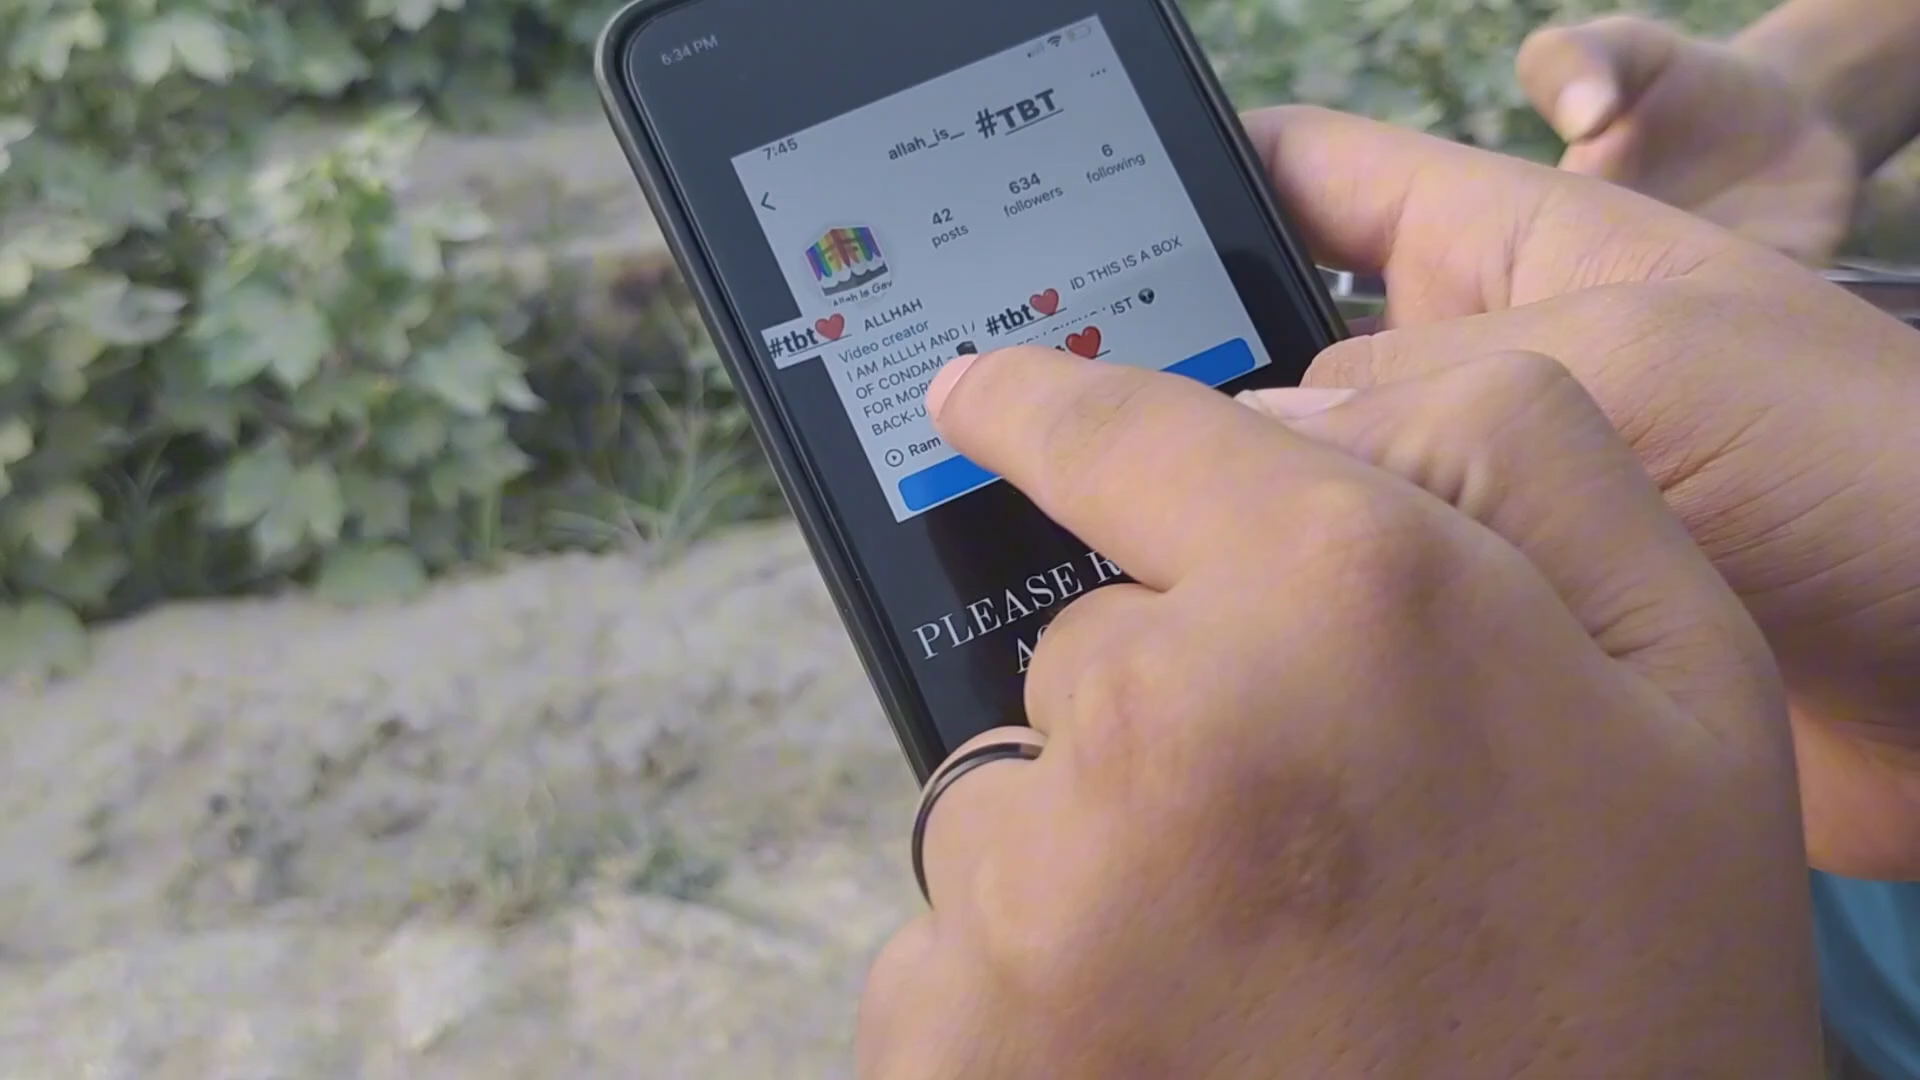 6:34 PM
7:45
allah_is_ #TBT
42
posts
634
followers
6
following
Allah Is Gay
#tbt❤️ ALLHAH
Video creator
I AM ALLLH AND I #tbt❤️ ID THIS IS A BOX
OF CONDAM
FOR MOR
BACK-U
Ram
PLEASE R